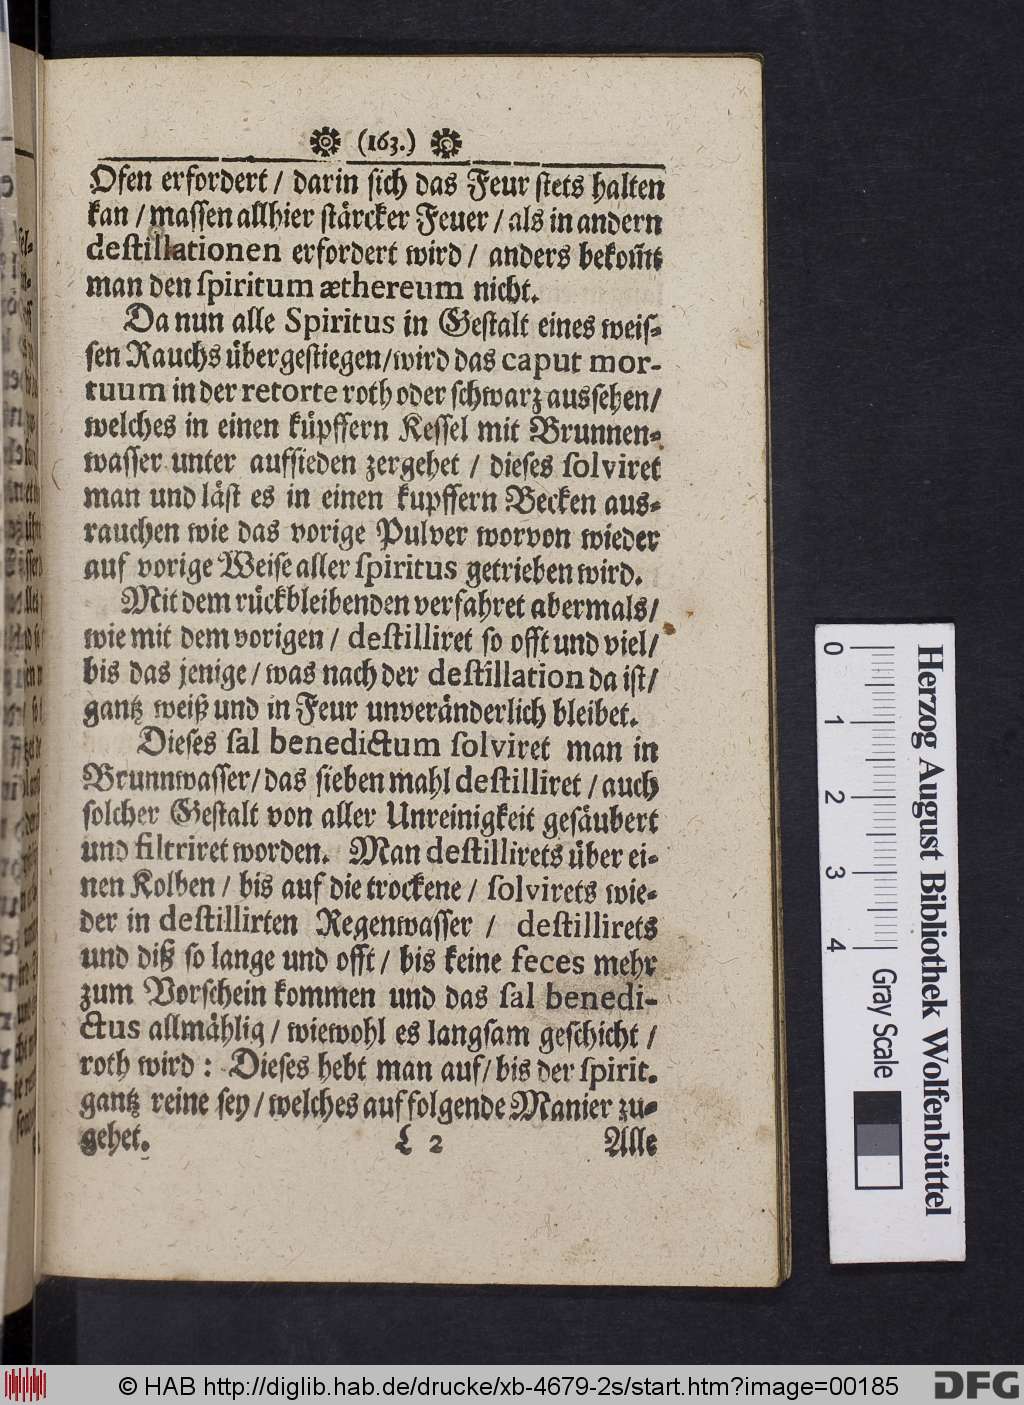 (163.)
Ofen erfordert / darin sich das Feur stets halten
kan / massen allhier stärcker Feuer / als in andern
destillationen erfordert wird / anders bekom̃t
man den spiritum æthereum nicht.
Da nun alle Spiritus in Gestalt eines weis-
sen Rauchs übergestiegen/wird das caput mor-
tuum in der retorte roth oder schwarz aussehen/
welches in einen küpffern Kessel mit Brunnen-
wasser unter aufsieden zergehet / dieses solviret
man und läst es in einen kupffern Becken aus-
rauchen wie das vorige Pulver worvon wieder
auf vorige Weise aller spiritus getrieben wird.
Mit dem rückbleibenden verfahret abermals/
wie mit dem vorigen / destilliret so offt und viel/
bis das jenige / was nach der destillation da ist/
gantz weiß und in Feur unveränderlich bleibet.
Dieses sal benedictum solviret man in
Brunnwasser/das sieben mahl destilliret / auch
solcher Gestalt von aller Unreinigkeit gesäubert
und filtriret worden. Man destillirets über ei-
nen Kolben / bis auf die trockene / solvirets wie-
der in destillirten Regenwasser / destillirets
und diß so lange und offt / bis keine feces mehr
zum Vorschein kommen und das sal benedi-
ctus allmählig / wiewohl es langsam geschicht /
roth wird : Dieses hebt man auf/ bis der spirit.
gantz reine sey / welches auf folgende Manier zu-
gehet. L 2 Alle
0 1 2 3 4
Gray Scale
Herzog August Bibliothek Wolfenbüttel
© HAB http://diglib.hab.de/drucke/xb-4679-2s/start.htm?image=00185
DFG